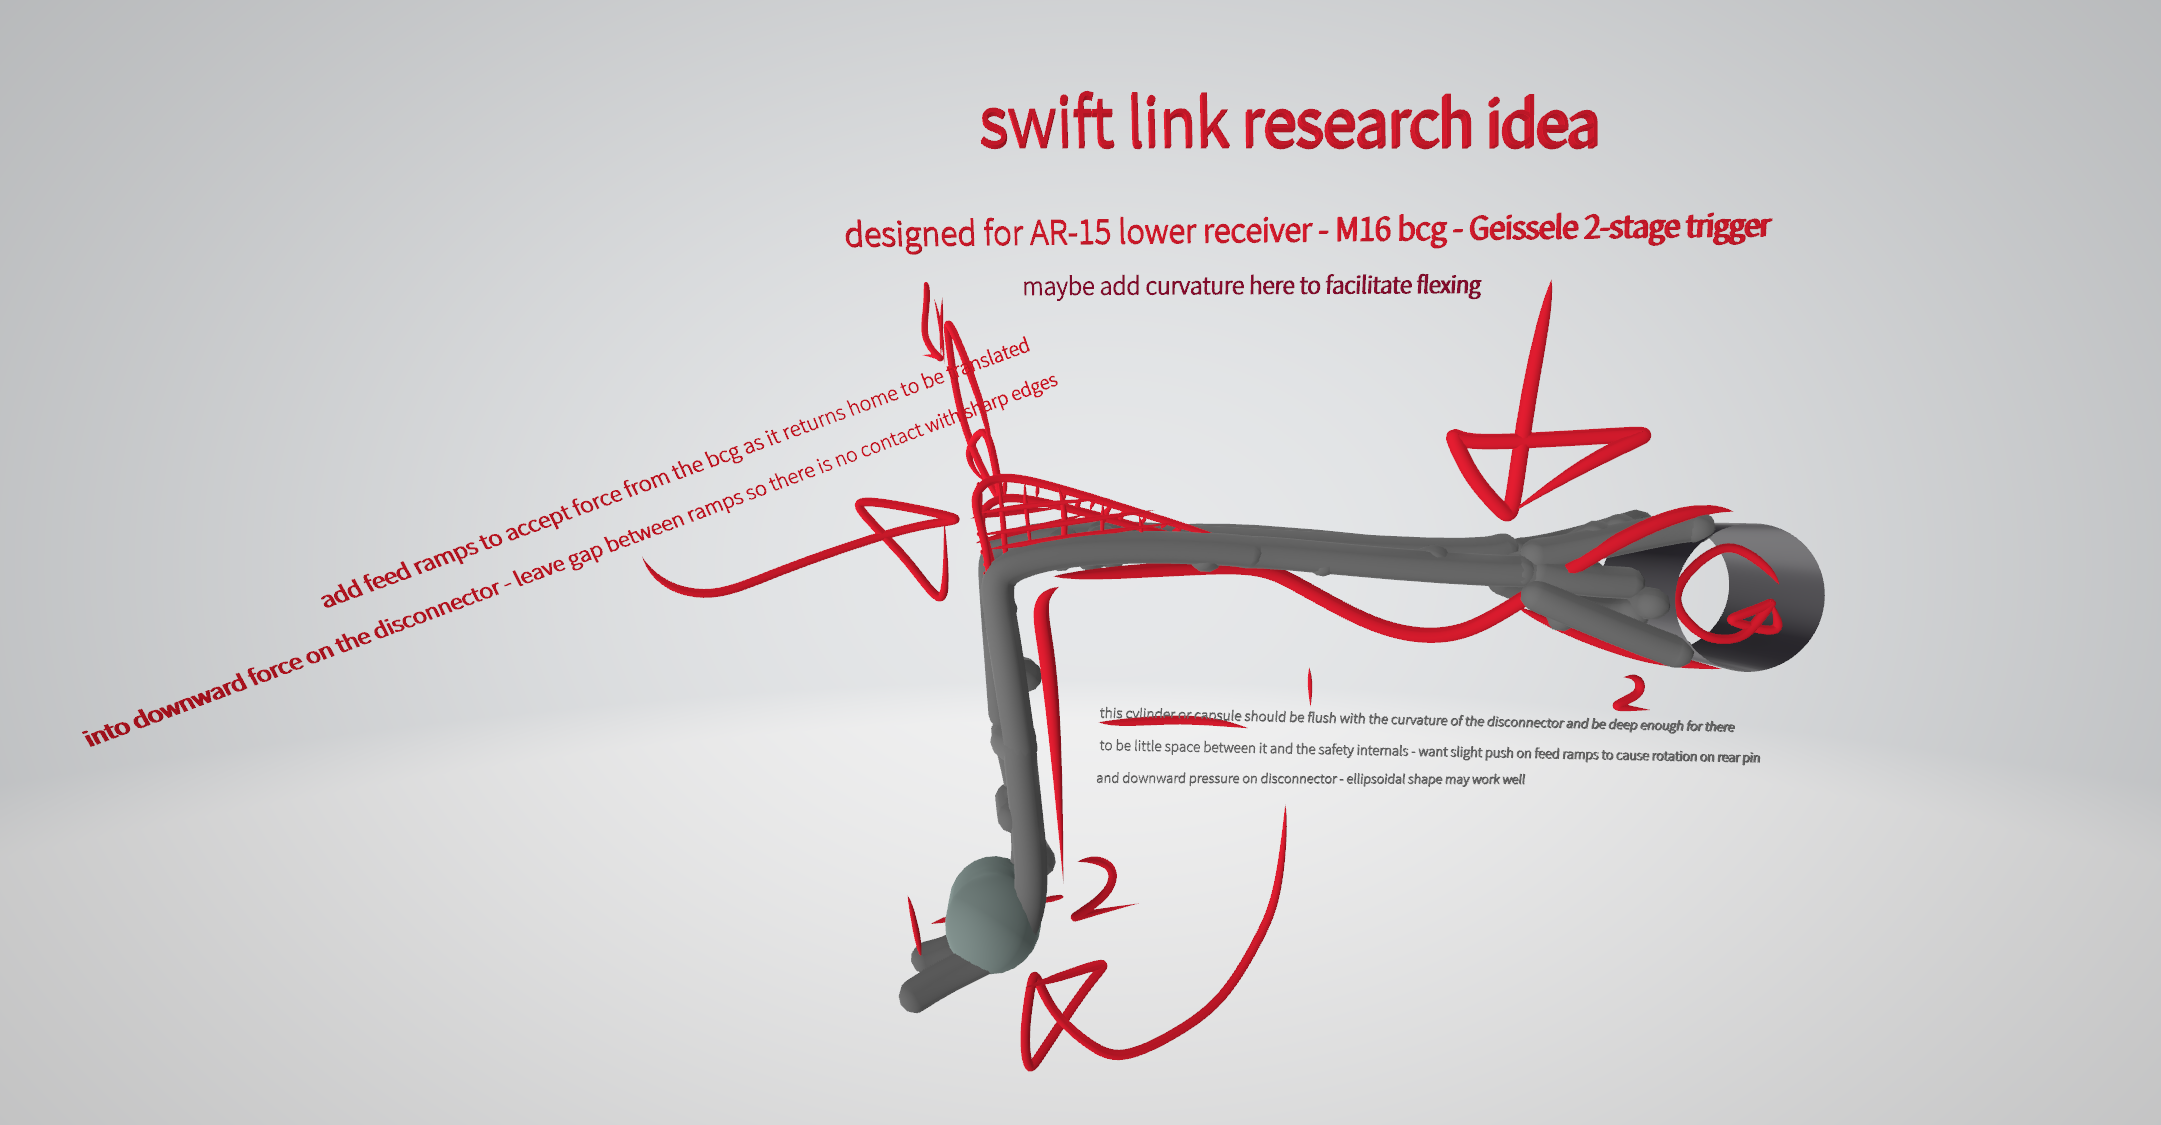 swift link research idea
designed for AR-15 lower receiver - M16 bcg - Geissele 2-stage trigger
maybe add curvature here to facilitate flexing
add feed ramps to accept force from the bcg as it returns home to be translated
into downward force on the disconnector - leave gap between ramps so there is no contact with sharp edges
1
2
this cylinder or capsule should be flush with the curvature of the disconnector and be deep enough for there
to be little space between it and the safety internals - want slight push on feed ramps to cause rotation on rear pin
and downward pressure on disconnector - ellipsoidal shape may work well
1
2